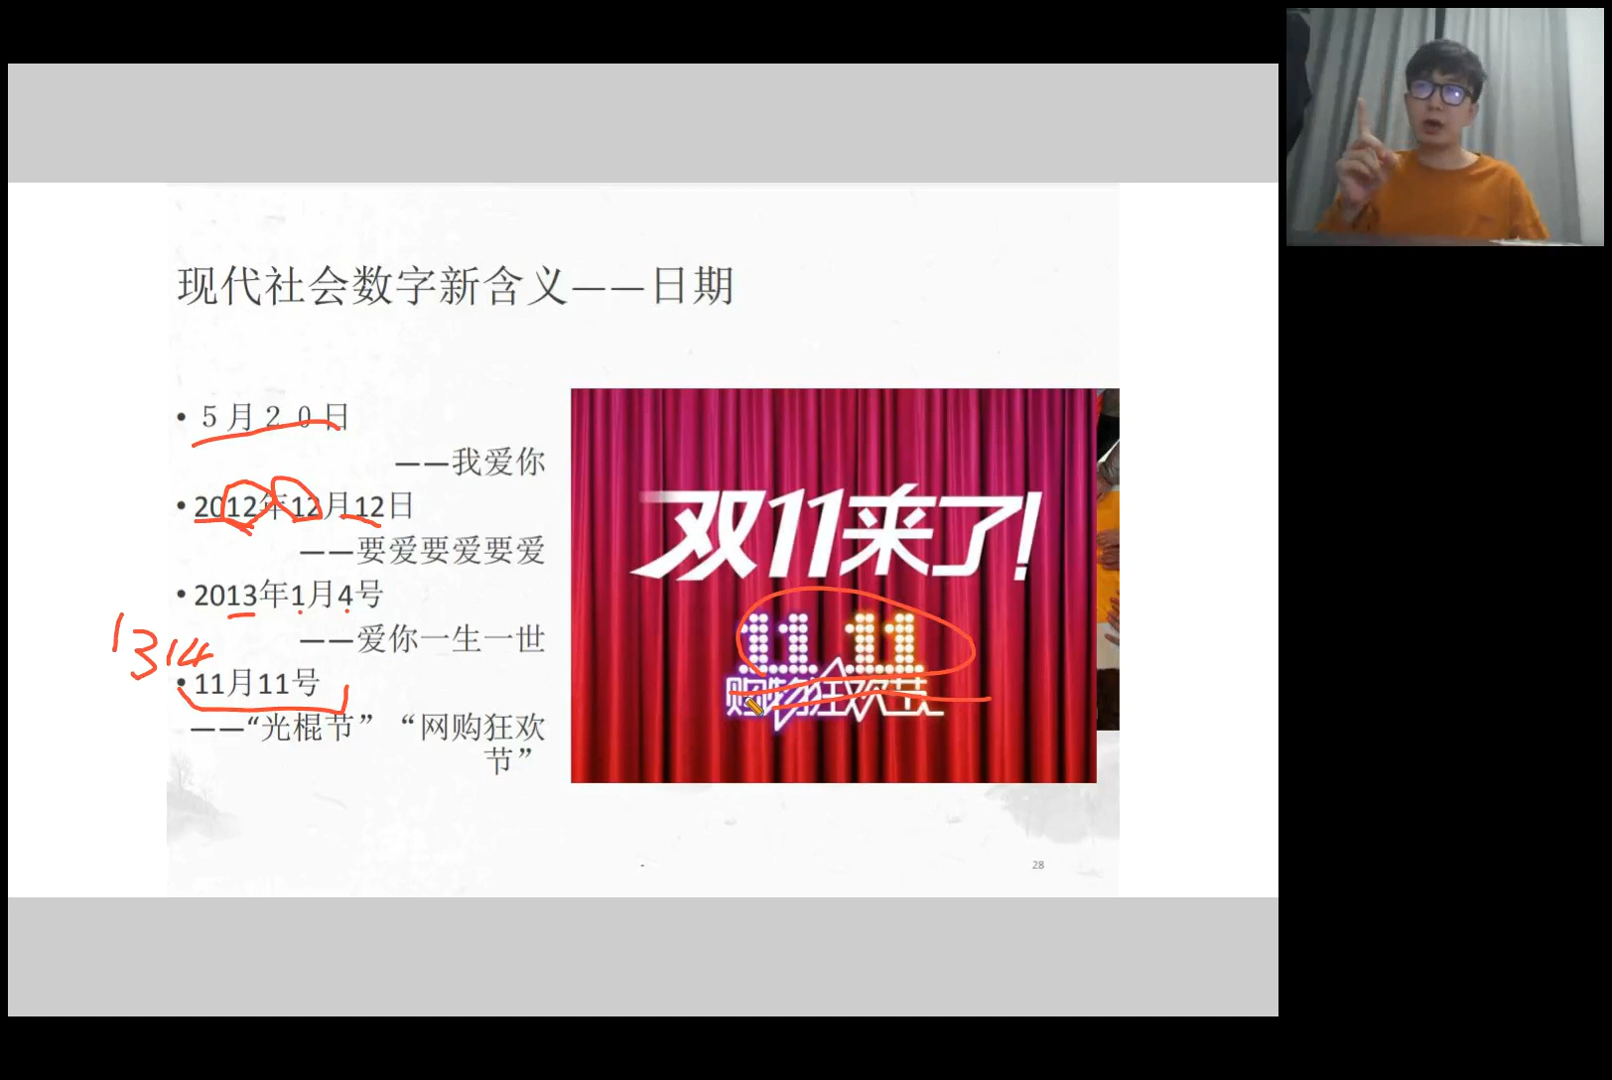 现代社会数字新含义——日期
• 5月20日
——我爱你
• 2012年12月12日
——要爱要爱要爱
• 2013年1月4号
——爱你一生一世
1314
• 11月11号
——“光棍节”“网购狂欢
节”
双11来了!
11 11
购物狂欢节
28